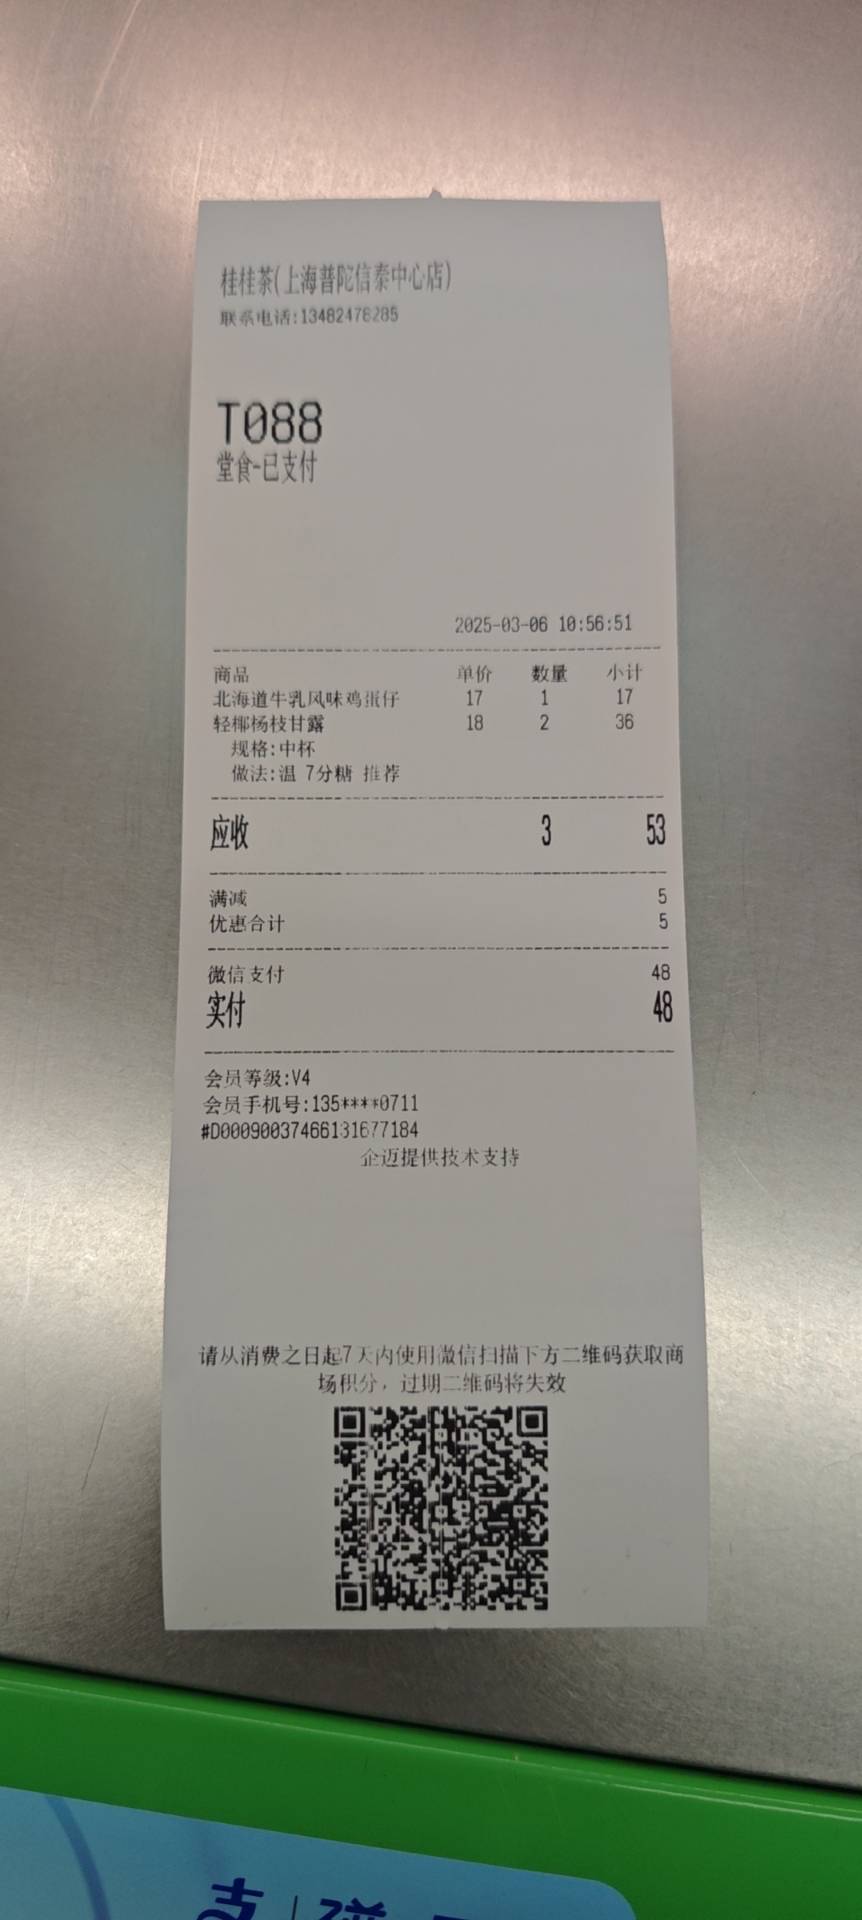 桂桂茶(上海普陀信泰中心店)
联系电话:13482478285
T088
堂食-已支付
2025-03-06 10:56:51
商品 单价 数量 小计
北海道牛乳风味鸡蛋仔 17 1 17
轻椰杨枝甘露 18 2 36
规格:中杯
做法:温 7分糖 推荐
应收 3 53
满减 5
优惠合计 5
微信支付 48
实付 48
会员等级:V4
会员手机号:135****0711
#D00090037466131677184
企迈提供技术支持
请从消费之日起7天内使用微信扫描下方二维码获取商
场积分，过期二维码将失效
支